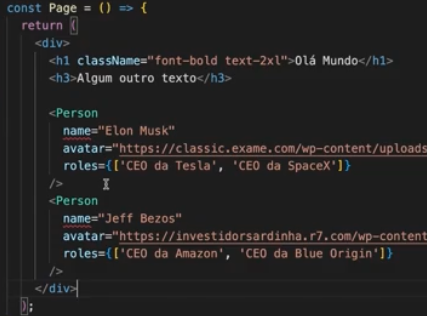 const Page = () => {
return (
<div>
<h1 className="font-bold text-2xl">Olá Mundo</h1>
<h3>Algum outro texto</h3>
<Person
name="Elon Musk"
avatar="https://classic.exame.com/wp-content/uploads
roles={['CEO da Tesla', 'CEO da SpaceX']}
/>
<Person
name="Jeff Bezos"
avatar="https://investidorsardinha.r7.com/wp-content
roles={['CEO da Amazon', 'CEO da Blue Origin']}
/>
</div>
);